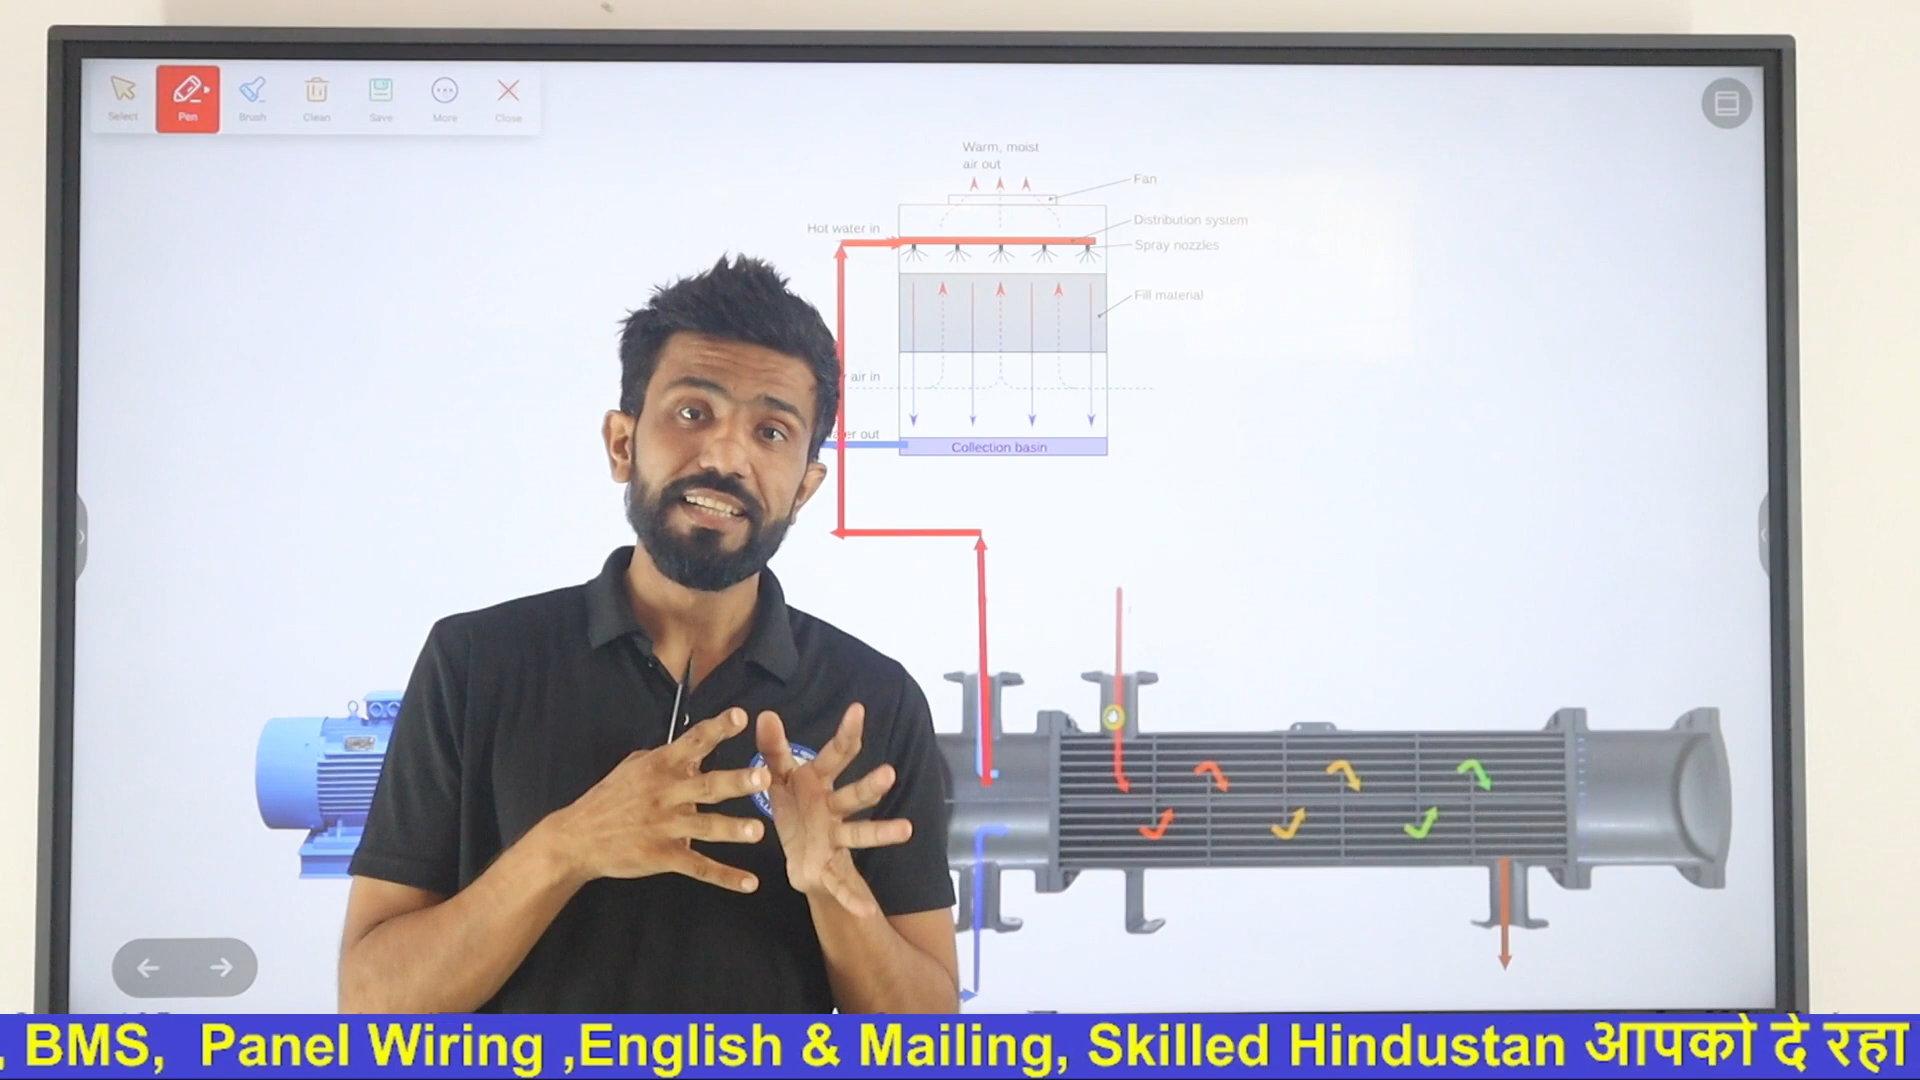 Select
Pen
Brush
Clean
Save
More
Close
Warm, moist
air out
Fan
Hot water in
Distribution system
Spray nozzles
Fill material
air in
out
Collection basin
, BMS, Panel Wiring ,English & Mailing, Skilled Hindustan आपको दे रहा